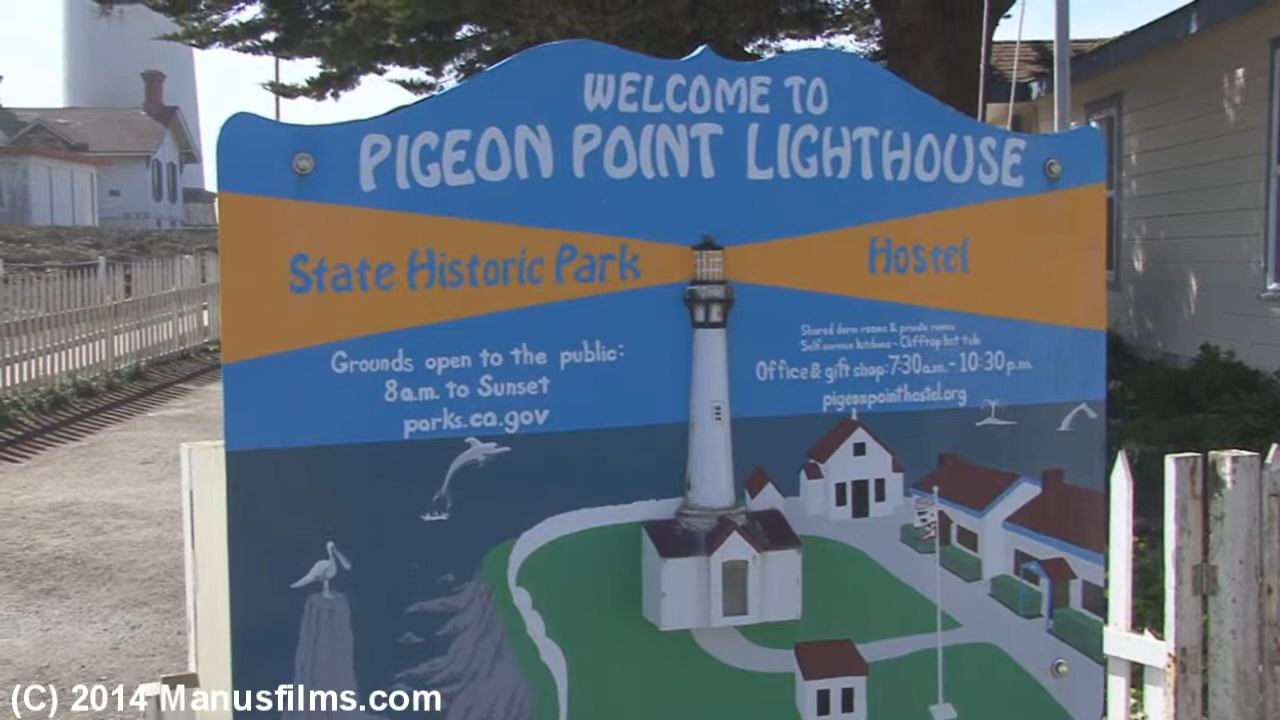 WELCOME TO
PIGEON POINT LIGHTHOUSE
State Historic Park
Hostel
Grounds open to the public:
8a.m. to Sunset
parks.ca.gov
Shared dorm rooms & private rooms
Self-service kitchens - Clifftop hot tub
Office & gift shop: 7:30a.m. - 10:30p.m.
pigeonpointhostel.org
(C) 2014 Manusfilms.com